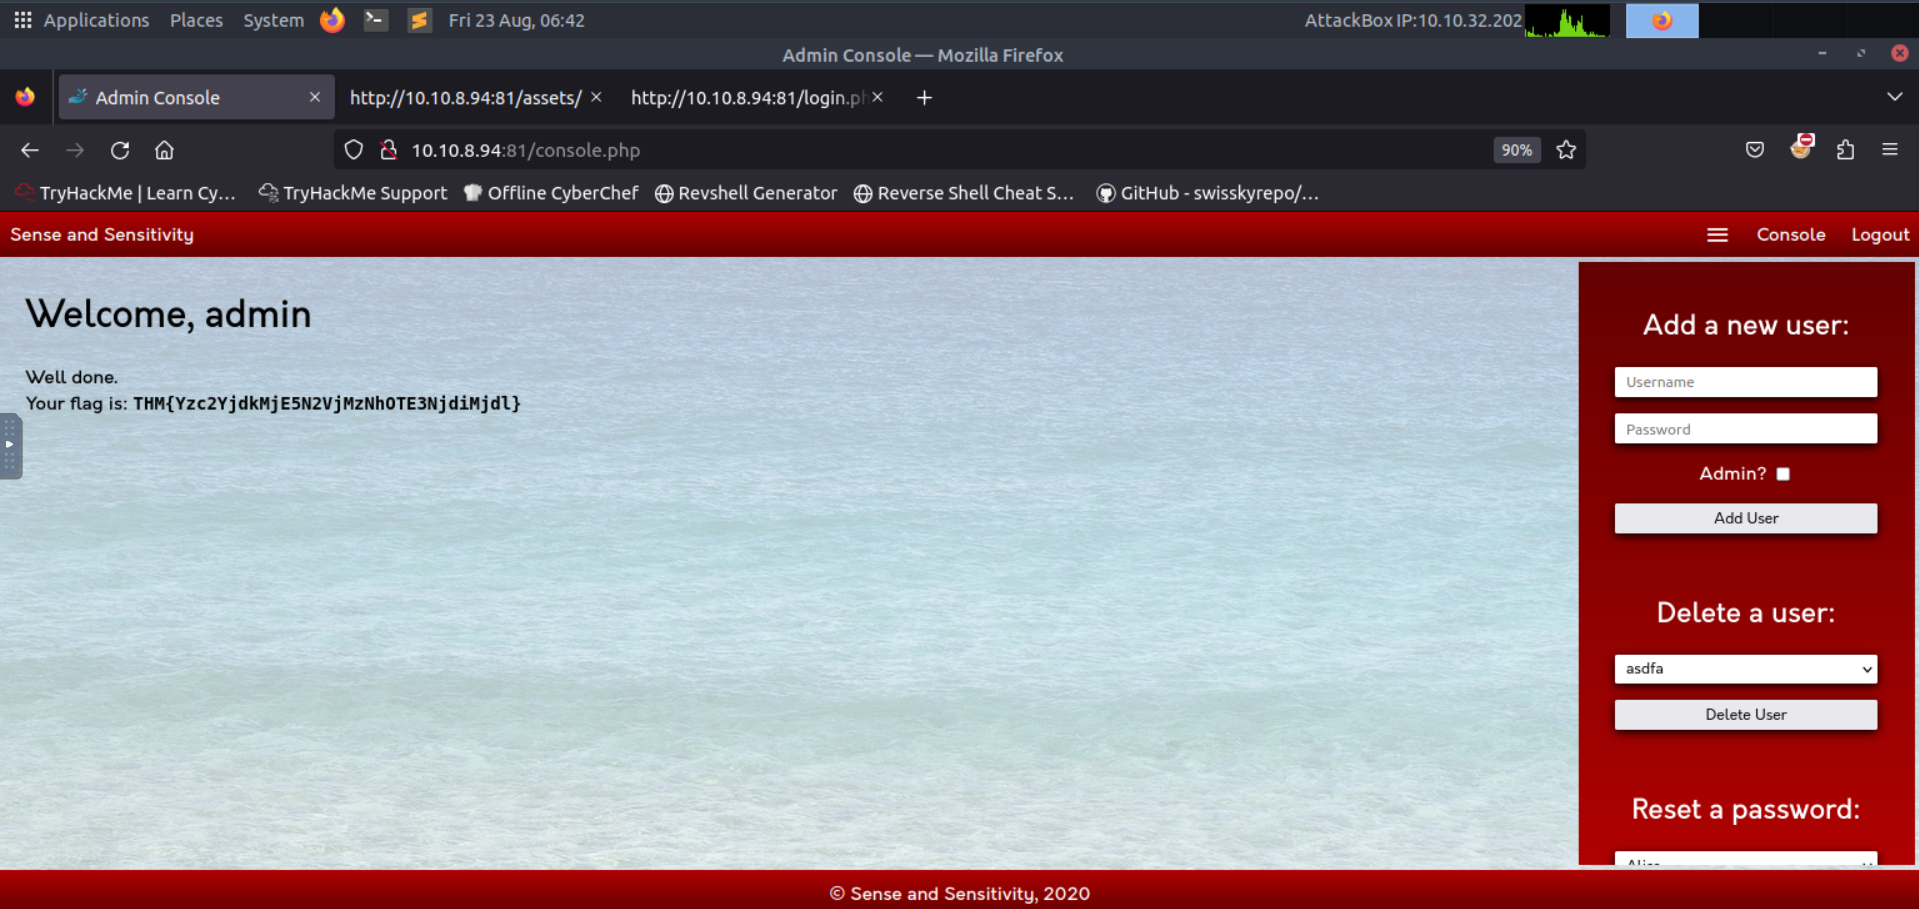 Applications Places System Fri 23 Aug, 06:42 AttackBox IP:10.10.32.202
Admin Console — Mozilla Firefox
Admin Console http://10.10.8.94:81/assets/ http://10.10.8.94:81/login.ph
10.10.8.94:81/console.php 90%
TryHackMe | Learn Cy… TryHackMe Support Offline CyberChef Revshell Generator Reverse Shell Cheat S… GitHub - swisskyrepo/…
Sense and Sensitivity Console Logout
Welcome, admin
Well done.
Your flag is: THM{Yzc2YjdkMjE5N2VjMzNhOTE3NjdiMjdl}
Add a new user:
Username
Password
Admin?
Add User
Delete a user:
asdfa
Delete User
Reset a password:
Alice
© Sense and Sensitivity, 2020